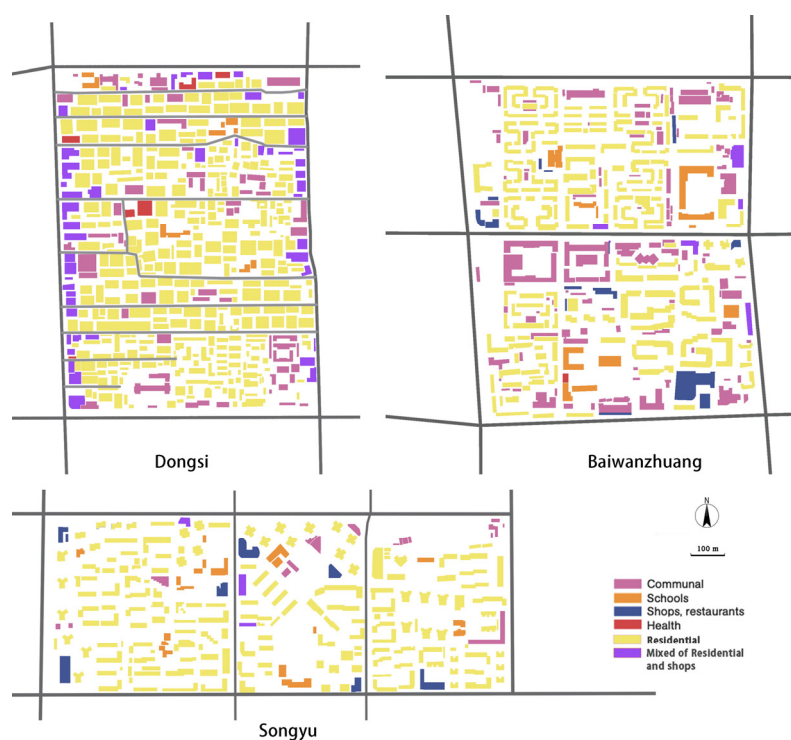 Dongsi
Baiwanzhuang
N
100 m
Communal
Schools
Shops, restaurants
Health
Residential
Mixed of Residential
and shops
Songyu